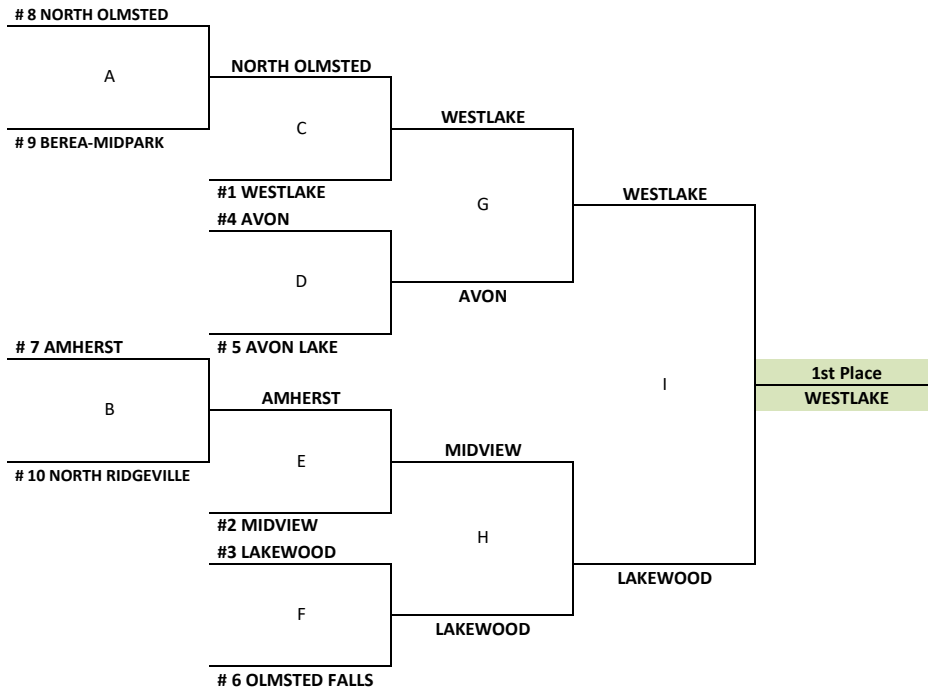 # 8 NORTH OLMSTED
A
NORTH OLMSTED
# 9 BEREA-MIDPARK
C
WESTLAKE
#1 WESTLAKE
#4 AVON
G
WESTLAKE
D
AVON
# 5 AVON LAKE
# 7 AMHERST
B
AMHERST
# 10 NORTH RIDGEVILLE
E
MIDVIEW
#2 MIDVIEW
#3 LAKEWOOD
H
LAKEWOOD
F
LAKEWOOD
# 6 OLMSTED FALLS
I
1st Place
WESTLAKE